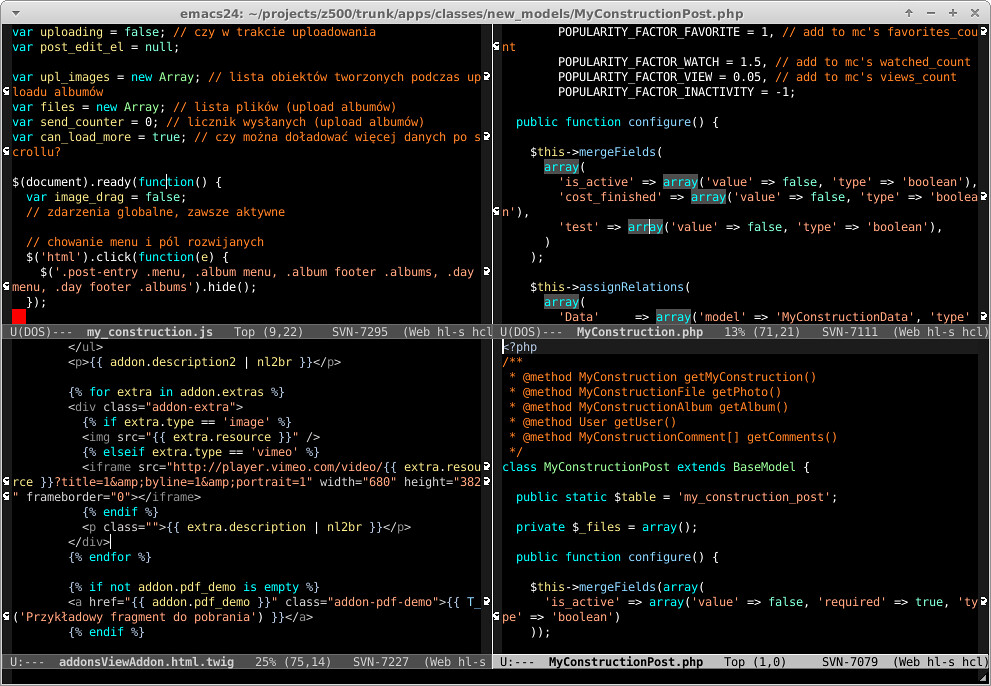 emacs24: ~/projects/z500/trunk/apps/classes/new_models/MyConstructionPost.php
var uploading = false; // czy w trakcie uploadowania
var post_edit_el = null;
var upl_images = new Array; // lista obiektów tworzonych podczas up
loadu albumów
var files = new Array; // lista plików (upload albumów)
var send_counter = 0; // licznik wysłanych (upload albumów)
var can_load_more = true; // czy można doładować więcej danych po s
crollu?
$(document).ready(function() {
var image_drag = false;
// zdarzenia globalne, zawsze aktywne
// chowanie menu i pól rozwijanych
$('html').click(function(e) {
$('.post-entry .menu, .album menu, .album footer .albums, .day
menu, .day footer .albums').hide();
});
U(DOS)--- my_construction.js Top (9,22) SVN-7295 (Web hl-s hcl
POPULARITY_FACTOR_FAVORITE = 1, // add to mc's favorites_cou
nt
POPULARITY_FACTOR_WATCH = 1.5, // add to mc's watched_count
POPULARITY_FACTOR_VIEW = 0.05, // add to mc's views_count
POPULARITY_FACTOR_INACTIVITY = -1;
public function configure() {
$this->mergeFields(
array(
'is_active' => array('value' => false, 'type' => 'boolean'),
'cost_finished' => array('value' => false, 'type' => 'boolea
n'),
'test' => array('value' => false, 'type' => 'boolean'),
)
);
$this->assignRelations(
array(
'Data' => array('model' => 'MyConstructionData', 'type'
U(DOS)--- MyConstruction.php 13% (71,21) SVN-7111 (Web hl-s hcl)
</ul>
<p>{{ addon.description2 | nl2br }}</p>
{% for extra in addon.extras %}
<div class="addon-extra">
{% if extra.type == 'image' %}
<img src="{{ extra.resource }}" />
{% elseif extra.type == 'vimeo' %}
<iframe src="http://player.vimeo.com/video/{{ extra.resou
rce }}?title=1&amp;byline=1&amp;portrait=1" width="680" height="382
" frameborder="0"></iframe>
{% endif %}
<p class="">{{ extra.description | nl2br }}</p>
</div>
{% endfor %}
{% if not addon.pdf_demo is empty %}
<a href="{{ addon.pdf_demo }}" class="addon-pdf-demo">{{ T_
('Przykładowy fragment do pobrania') }}</a>
{% endif %}
U:--- addonsViewAddon.html.twig 25% (75,14) SVN-7227 (Web hl-s
<?php
/**
* @method MyConstruction getMyConstruction()
* @method MyConstructionFile getPhoto()
* @method MyConstructionAlbum getAlbum()
* @method User getUser()
* @method MyConstructionComment[] getComments()
*/
class MyConstructionPost extends BaseModel {
public static $table = 'my_construction_post';
private $_files = array();
public function configure() {
$this->mergeFields(array(
'is_active' => array('value' => false, 'required' => true, 'ty
pe' => 'boolean')
));
U:--- MyConstructionPost.php Top (1,0) SVN-7079 (Web hl-s hcl)